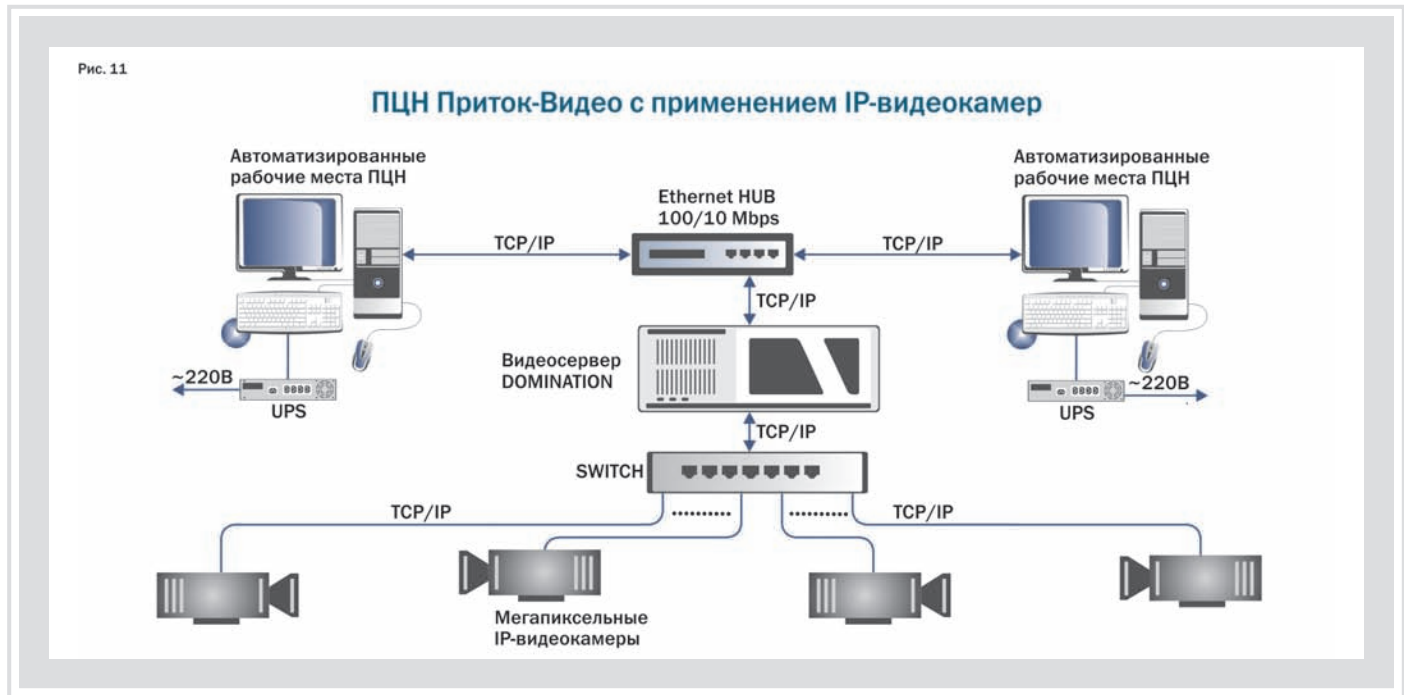 Рис. 11
ПЦН Приток-Видео с применением IP-видеокамер
Автоматизированные
рабочие места ПЦН
Ethernet HUB
100/10 Mbps
Автоматизированные
рабочие места ПЦН
TCP/IP
TCP/IP
TCP/IP
Видеосервер
DOMINATION
~220В
UPS
~220В
UPS
TCP/IP
SWITCH
TCP/IP
..........
..........
TCP/IP
Мегапиксельные
IP-видеокамеры